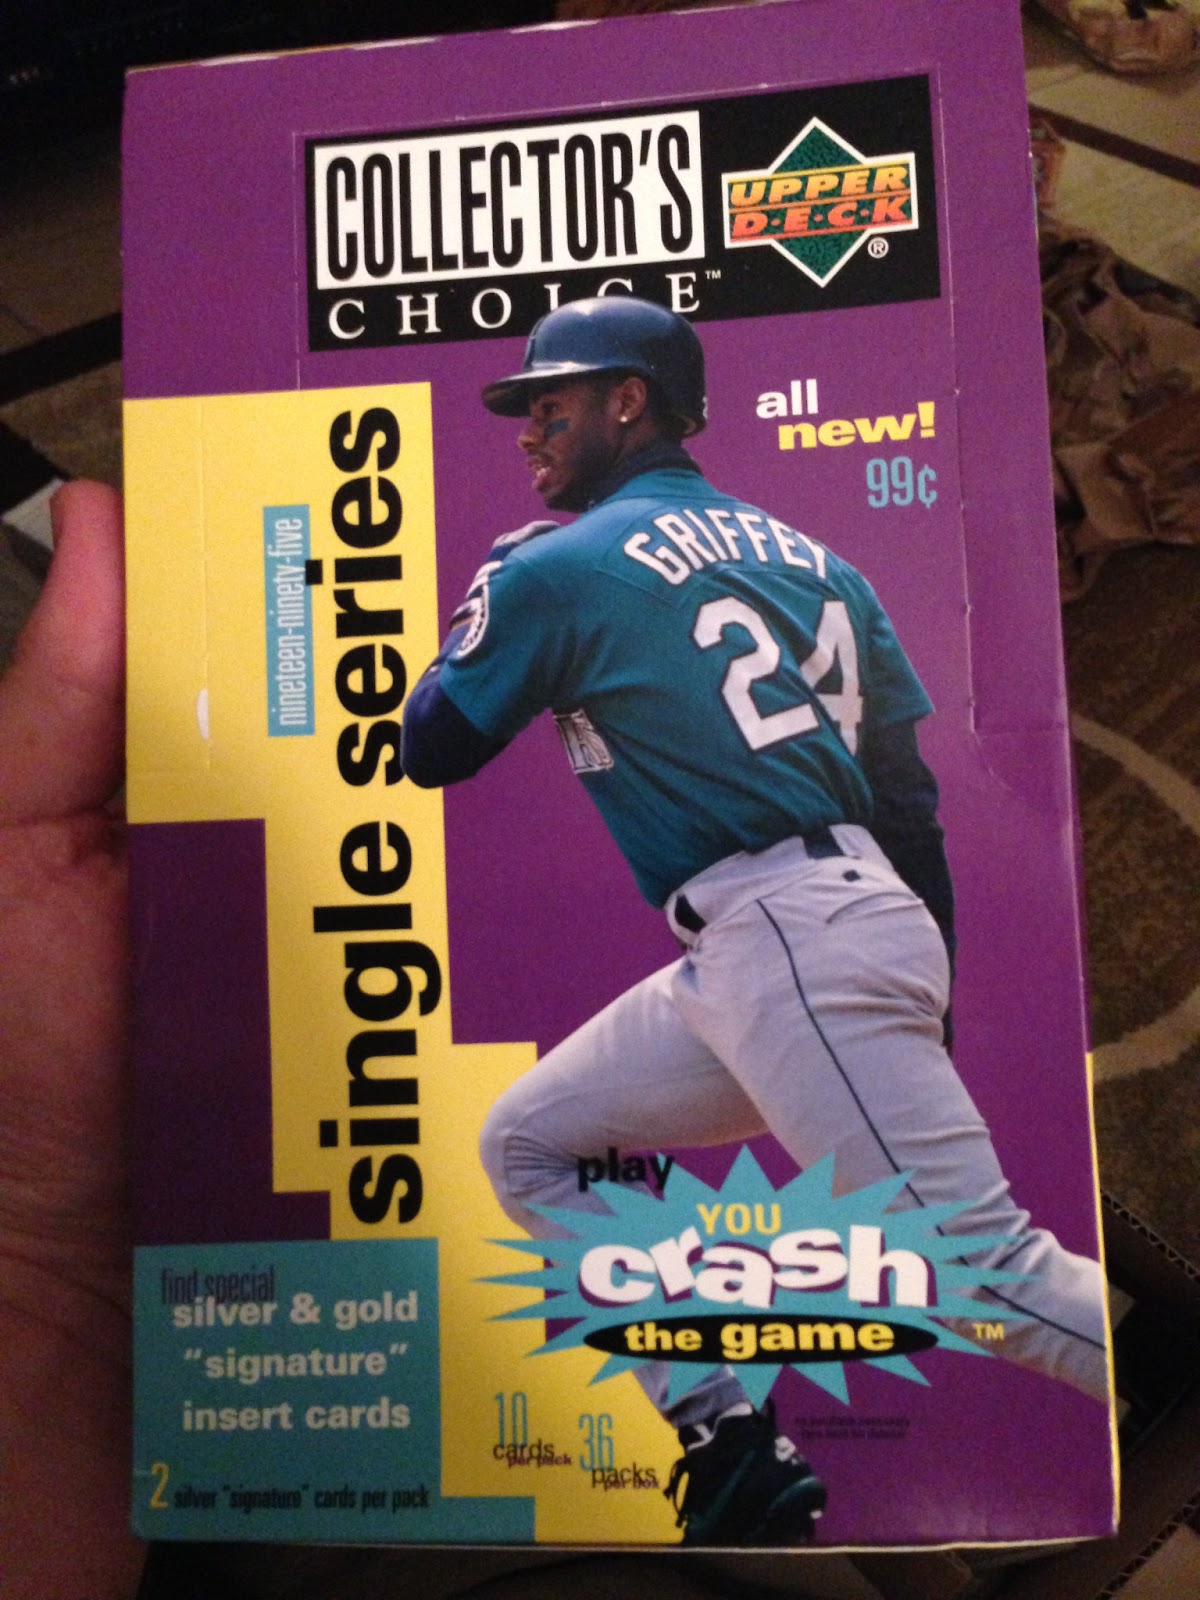 COLLECTOR'S
CHOICE™
UPPER
D·E·C·K
®
all
new!
99¢
single series
nineteen-ninety-five
GRIFFEY
24
play
YOU
crash
the game
TM
find special
silver & gold
"signature"
insert cards
2 silver "signature" cards per pack
10
cards
per pack
36
packs
per box